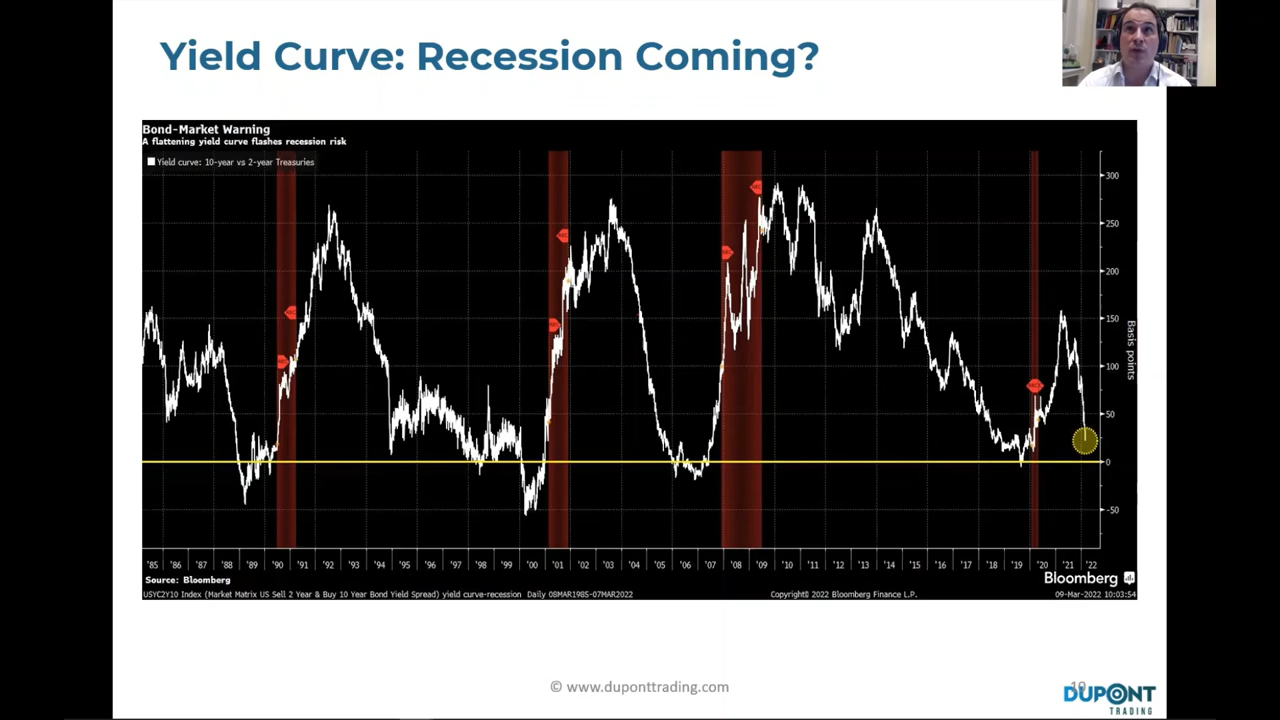 Yield Curve: Recession Coming?
Bond-Market Warning
A flattening yield curve flashes recession risk
Yield curve: 10-year vs 2-year Treasuries
300
250
200
150
100
50
0
-50
Basis points
'85 '86 '87 '88 '89 '90 '91 '92 '93 '94 '95 '96 '97 '98 '99 '00 '01 '02 '03 '04 '05 '06 '07 '08 '09 '10 '11 '12 '13 '14 '15 '16 '17 '18 '19 '20 '21 '22
Source: Bloomberg
Bloomberg
USYC2Y10 Index (Market Matrix US Sell 2 Year & Buy 10 Year Bond Yield Spread) yield curve-recession Daily 08MAR1985-07MAR2022
Copyright© 2022 Bloomberg Finance L.P.
09-Mar-2022 10:03:54
© www.duponttrading.com
DUPONT
TRADING